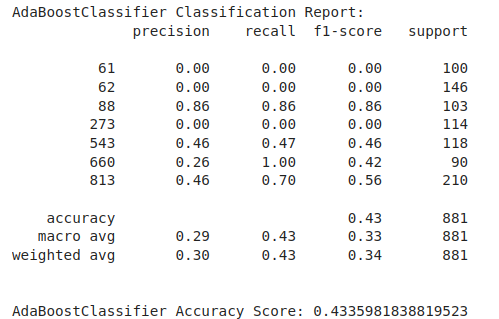 AdaBoostClassifier Classification Report:
              precision    recall  f1-score   support

          61       0.00      0.00      0.00       100
          62       0.00      0.00      0.00       146
          88       0.86      0.86      0.86       103
         273       0.00      0.00      0.00       114
         543       0.46      0.47      0.46       118
         660       0.26      1.00      0.42        90
         813       0.46      0.70      0.56       210

    accuracy                           0.43       881
   macro avg       0.29      0.43      0.33       881
weighted avg       0.30      0.43      0.34       881


AdaBoostClassifier Accuracy Score: 0.4335981838819523